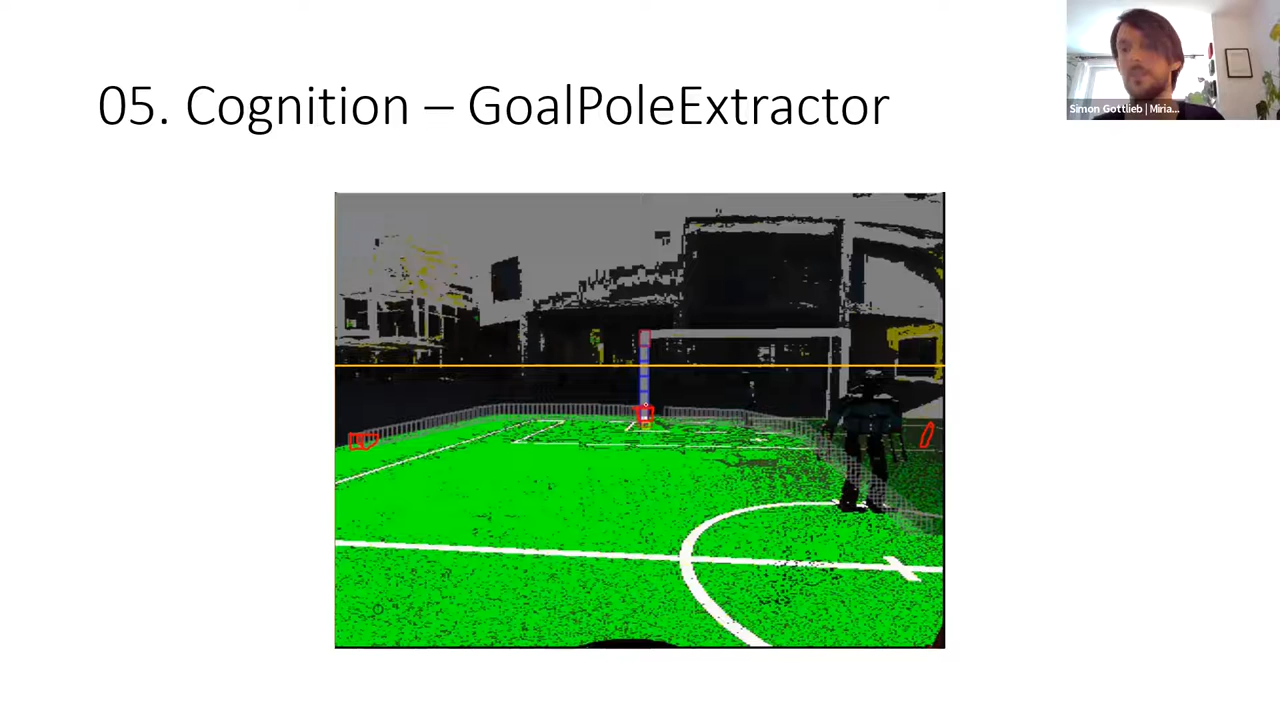 05. Cognition – GoalPoleExtractor
Simon Gottlieb | Miria...